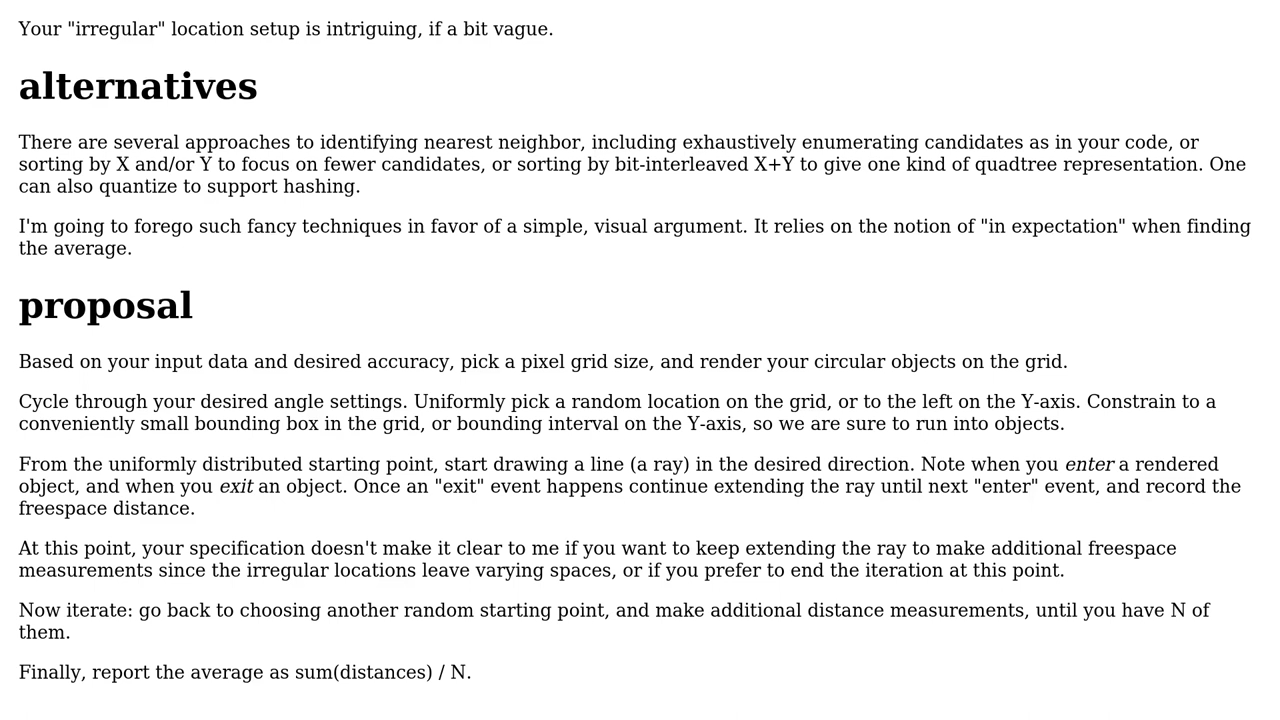 Your "irregular" location setup is intriguing, if a bit vague.
alternatives
There are several approaches to identifying nearest neighbor, including exhaustively enumerating candidates as in your code, or
sorting by X and/or Y to focus on fewer candidates, or sorting by bit-interleaved X+Y to give one kind of quadtree representation. One
can also quantize to support hashing.
I'm going to forego such fancy techniques in favor of a simple, visual argument. It relies on the notion of "in expectation" when finding
the average.
proposal
Based on your input data and desired accuracy, pick a pixel grid size, and render your circular objects on the grid.
Cycle through your desired angle settings. Uniformly pick a random location on the grid, or to the left on the Y-axis. Constrain to a
conveniently small bounding box in the grid, or bounding interval on the Y-axis, so we are sure to run into objects.
From the uniformly distributed starting point, start drawing a line (a ray) in the desired direction. Note when you enter a rendered
object, and when you exit an object. Once an "exit" event happens continue extending the ray until next "enter" event, and record the
freespace distance.
At this point, your specification doesn't make it clear to me if you want to keep extending the ray to make additional freespace
measurements since the irregular locations leave varying spaces, or if you prefer to end the iteration at this point.
Now iterate: go back to choosing another random starting point, and make additional distance measurements, until you have N of
them.
Finally, report the average as sum(distances) / N.